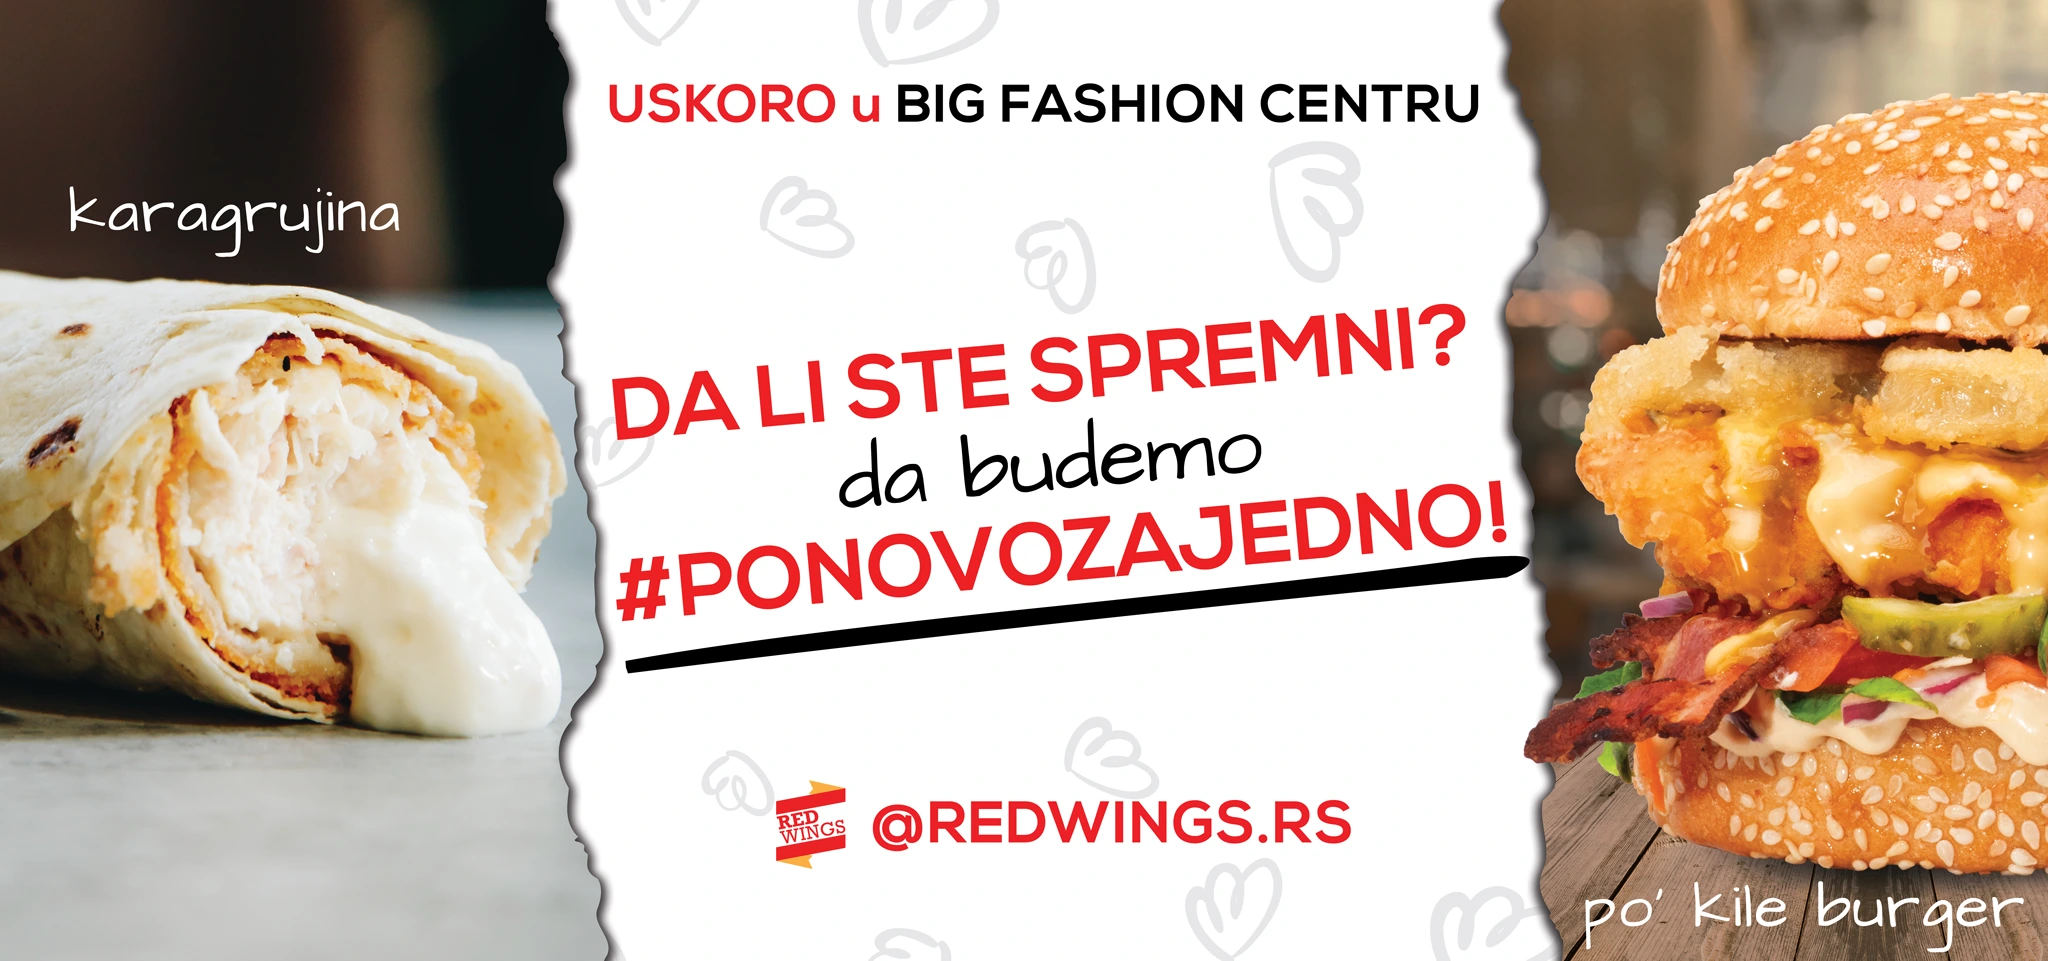 USKORO u BIG FASHION CENTRU
karagrujina
DA LI STE SPREMNI?
da budemo
#PONOVOZAJEDNO!
RED
WINGS
@REDWINGS.RS
po' kile burger